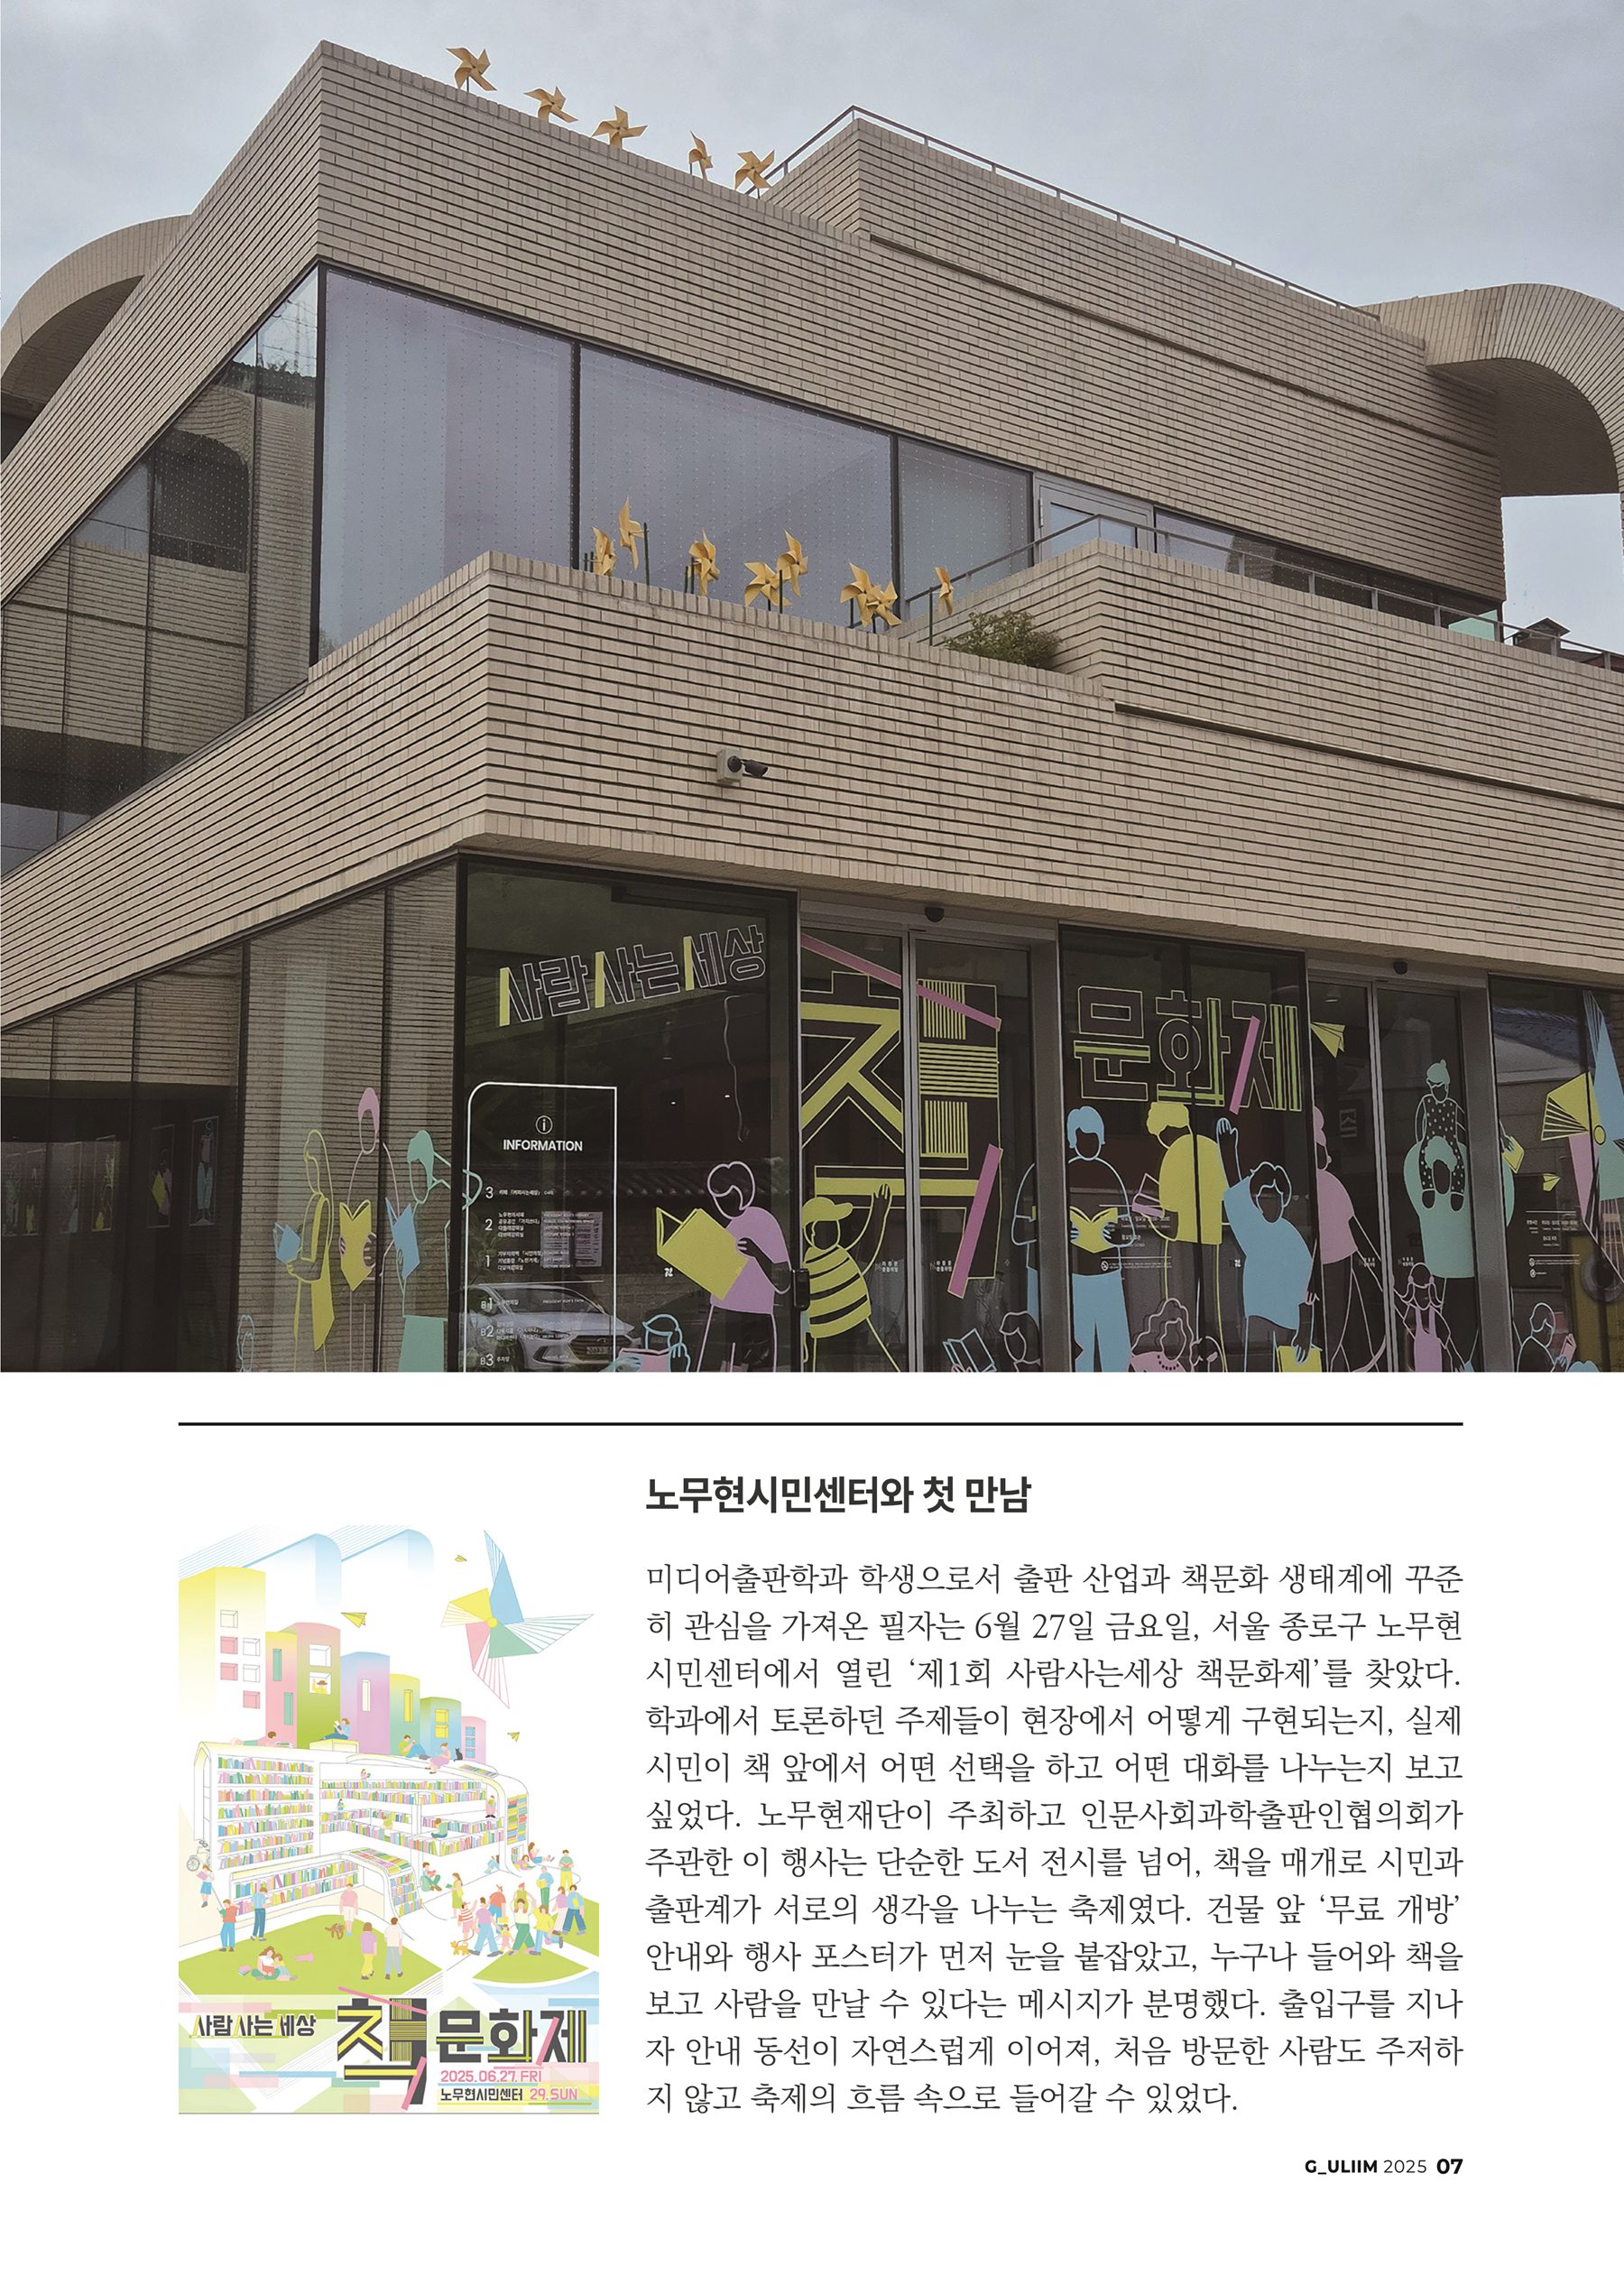 사람 사는 세상
책
문화제
INFORMATION
3
2
1
B1
B2
B3
노무현시민센터와 첫 만남
미디어출판학과 학생으로서 출판 산업과 책문화 생태계에 꾸준
히 관심을 가져온 필자는 6월 27일 금요일, 서울 종로구 노무현
시민센터에서 열린 ‘제1회 사람사는세상 책문화제’를 찾았다.
학과에서 토론하던 주제들이 현장에서 어떻게 구현되는지, 실제
시민이 책 앞에서 어떤 선택을 하고 어떤 대화를 나누는지 보고
싶었다. 노무현재단이 주최하고 인문사회과학출판인협의회가
주관한 이 행사는 단순한 도서 전시를 넘어, 책을 매개로 시민과
출판계가 서로의 생각을 나누는 축제였다. 건물 앞 ‘무료 개방’
안내와 행사 포스터가 먼저 눈을 붙잡았고, 누구나 들어와 책을
보고 사람을 만날 수 있다는 메시지가 분명했다. 출입구를 지나
자 안내 동선이 자연스럽게 이어져, 처음 방문한 사람도 주저하
지 않고 축제의 흐름 속으로 들어갈 수 있었다.
사람 사는 세상 책 문화제
2025.06.27.FRI
노무현시민센터 29.SUN
G_ULIIM 2025 07